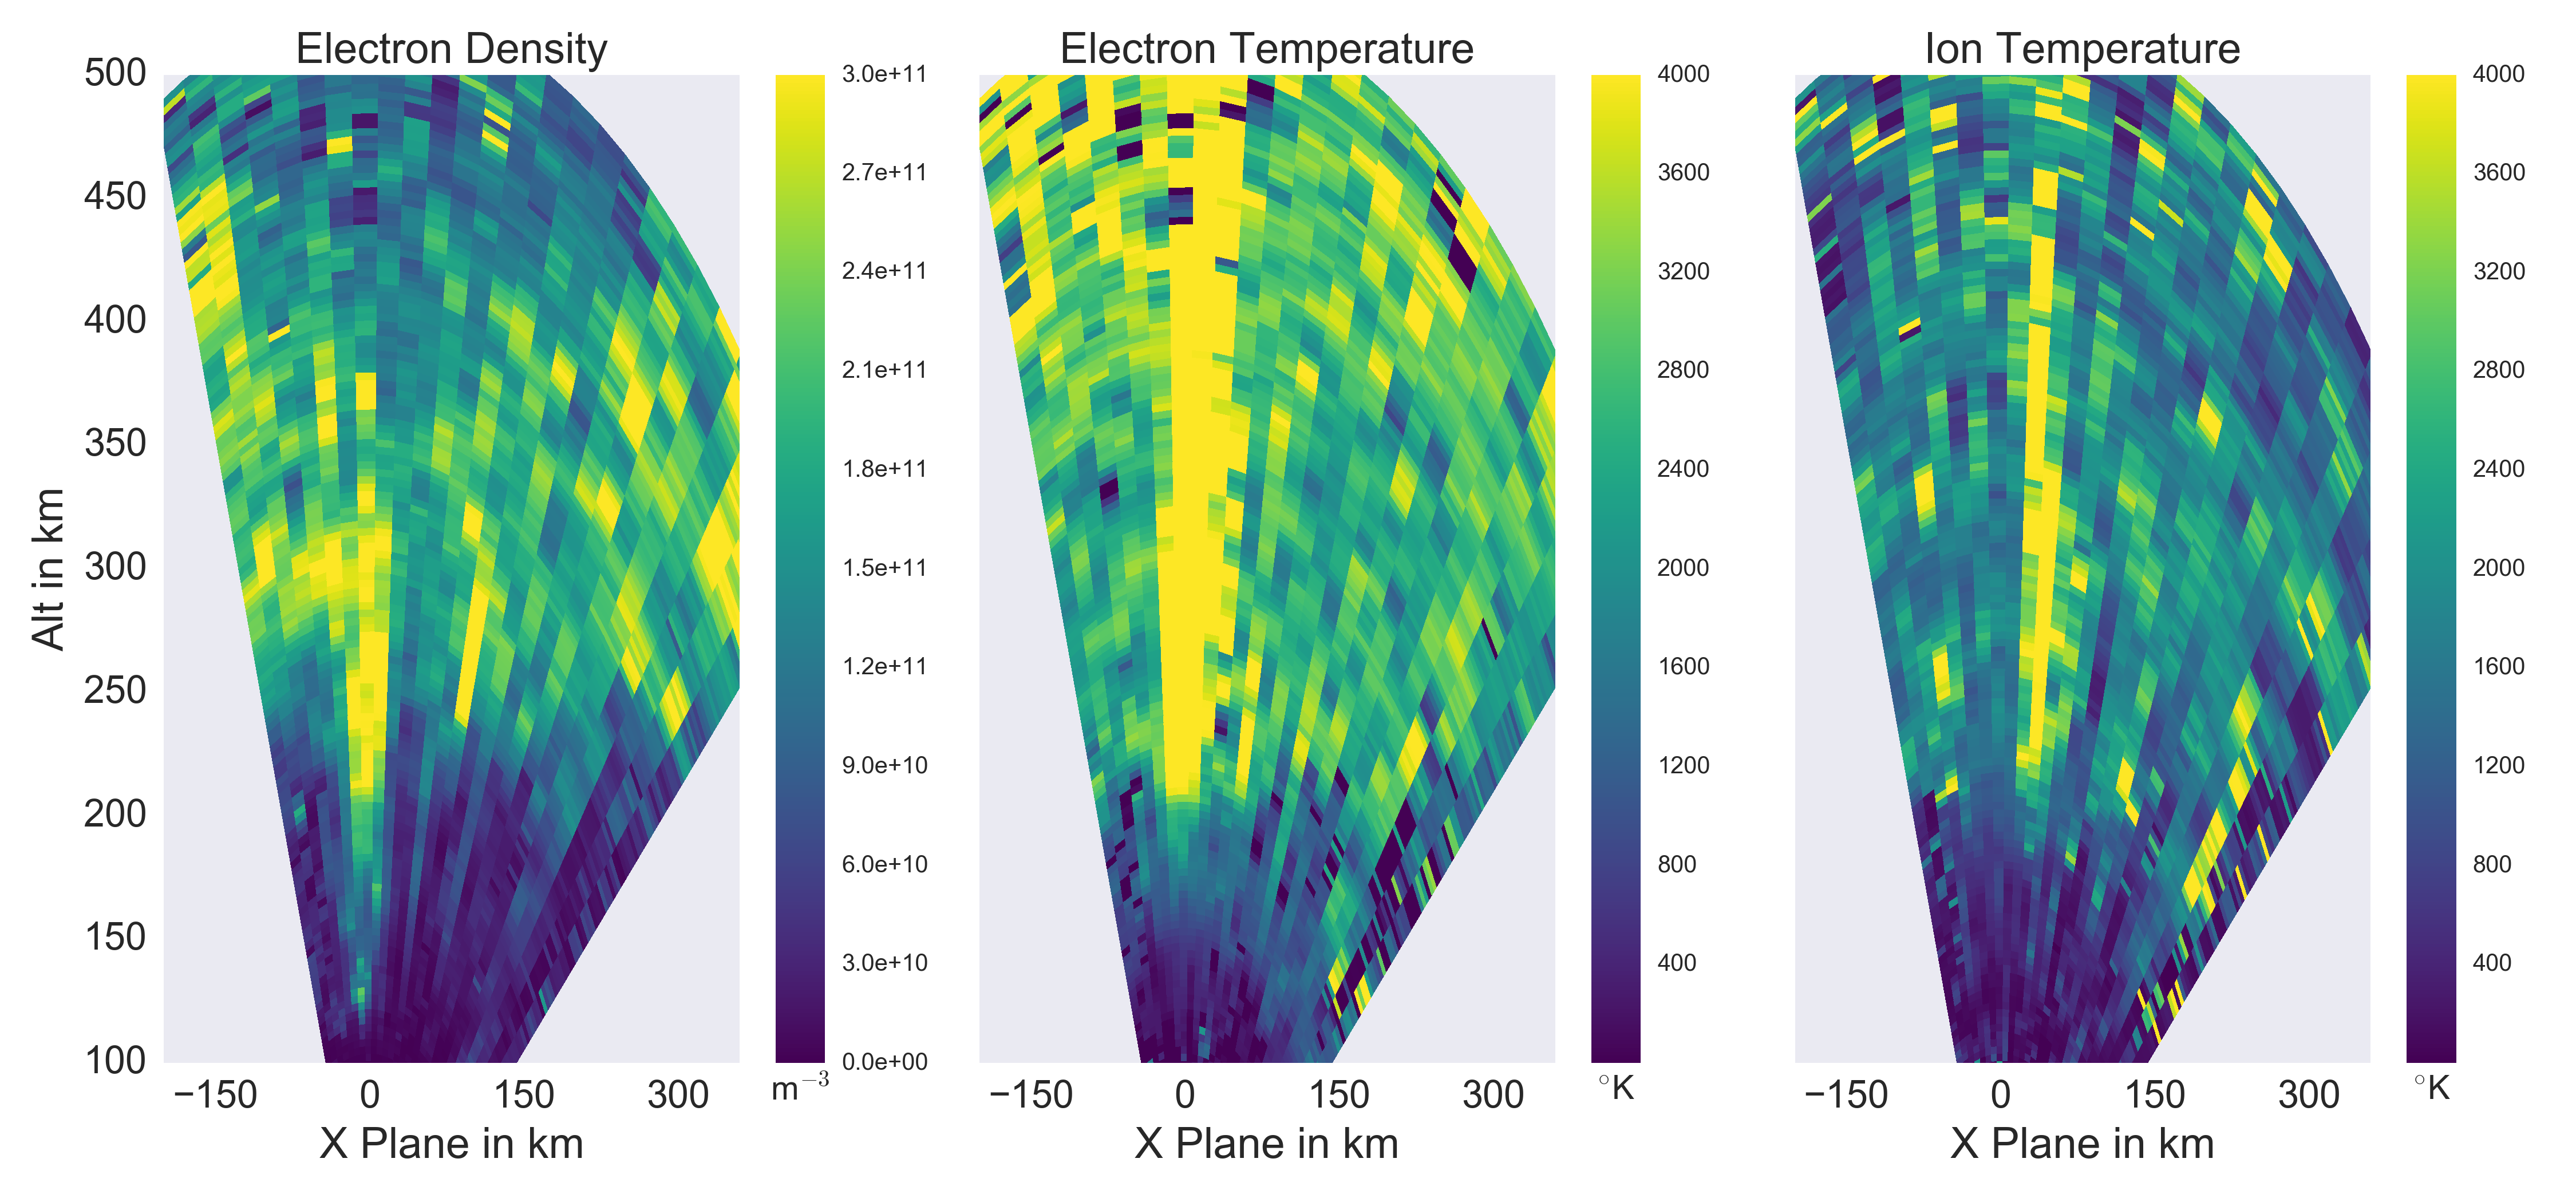 Electron Density
Electron Temperature
Ion Temperature
Alt in km
500
450
400
350
300
250
200
150
100
−150 0 150 300
X Plane in km
3.0e+11
2.7e+11
2.4e+11
2.1e+11
1.8e+11
1.5e+11
1.2e+11
9.0e+10
6.0e+10
3.0e+10
0.0e+00
m⁻³
−150 0 150 300
X Plane in km
4000
3600
3200
2800
2400
2000
1600
1200
800
400
°K
−150 0 150 300
X Plane in km
4000
3600
3200
2800
2400
2000
1600
1200
800
400
°K